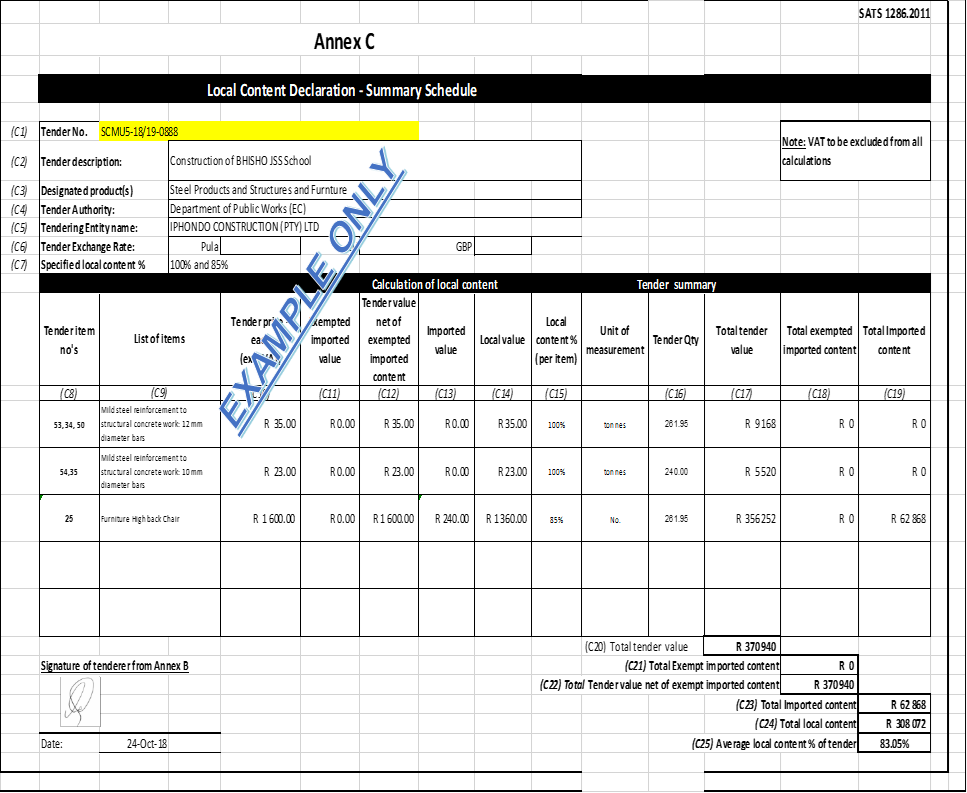 SATS 1286.2011
Annex C
Local Content Declaration - Summary Schedule
(C1) Tender No. SCMU5-18/19-0888
Note: VAT to be excluded from all
calculations
(C2) Tender description: Construction of BHISHO JSS School
(C3) Designated product(s) Steel Products and Structures and Furnture
(C4) Tender Authority: Department of Public Works (EC)
(C5) Tendering Entity name: IPHONDO CONSTRUCTION (PTY) LTD
(C6) Tender Exchange Rate: Pula GBP
(C7) Specified local content % 100% and 85%
EXAMPLE ONLY
Calculation of local content Tender summary
Tender item
no's
List of items
Tender
Exempted
imported
value
Tender value
net of
exempted
imported
content
Imported
value
Local value
Local
content %
(per item)
Unit of
measurement
Tender Qty
Total tender
value
Total exempted
imported content
Total Imported
content
(C8) (C9) (C11) (C12) (C13) (C14) (C15) (C16) (C17) (C18) (C19)
53, 34, 50
Mild steel reinforcement to
structural concrete work: 12 mm
diameter bars
R 35.00 R 0.00 R 35.00 R 0.00 R 35.00 100% tonnes 261.95 R 9 168 R 0 R 0
54,35
Mild steel reinforcement to
structural concrete work: 10 mm
diameter bars
R 23.00 R 0.00 R 23.00 R 0.00 R 23.00 100% tonnes 240.00 R 5 520 R 0 R 0
25 Furniture High back Chair R 1 600.00 R 0.00 R 1 600.00 R 240.00 R 1 360.00 85% No. 261.95 R 356 252 R 0 R 62 868
(C20) Total tender value R 370 940
Signature of tenderer from Annex B
(C21) Total Exempt imported content R 0
(C22) Total Tender value net of exempt imported content R 370 940
(C23) Total Imported content R 62 868
(C24) Total local content R 308 072
Date: 24-Oct-18
(C25) Average local content % of tender 83.05%